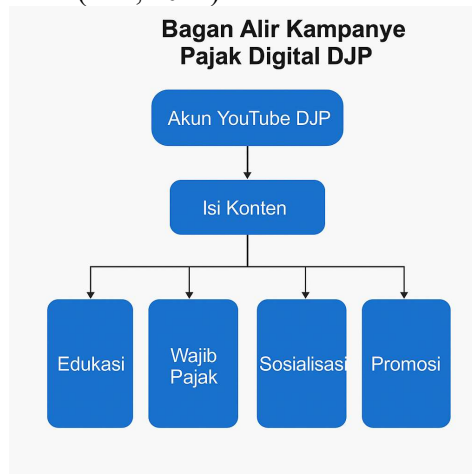 Bagan Alir Kampanye
Pajak Digital DJP
Akun YouTube DJP
Isi Konten
Edukasi
Wajib
Pajak
Sosialisasi
Promosi